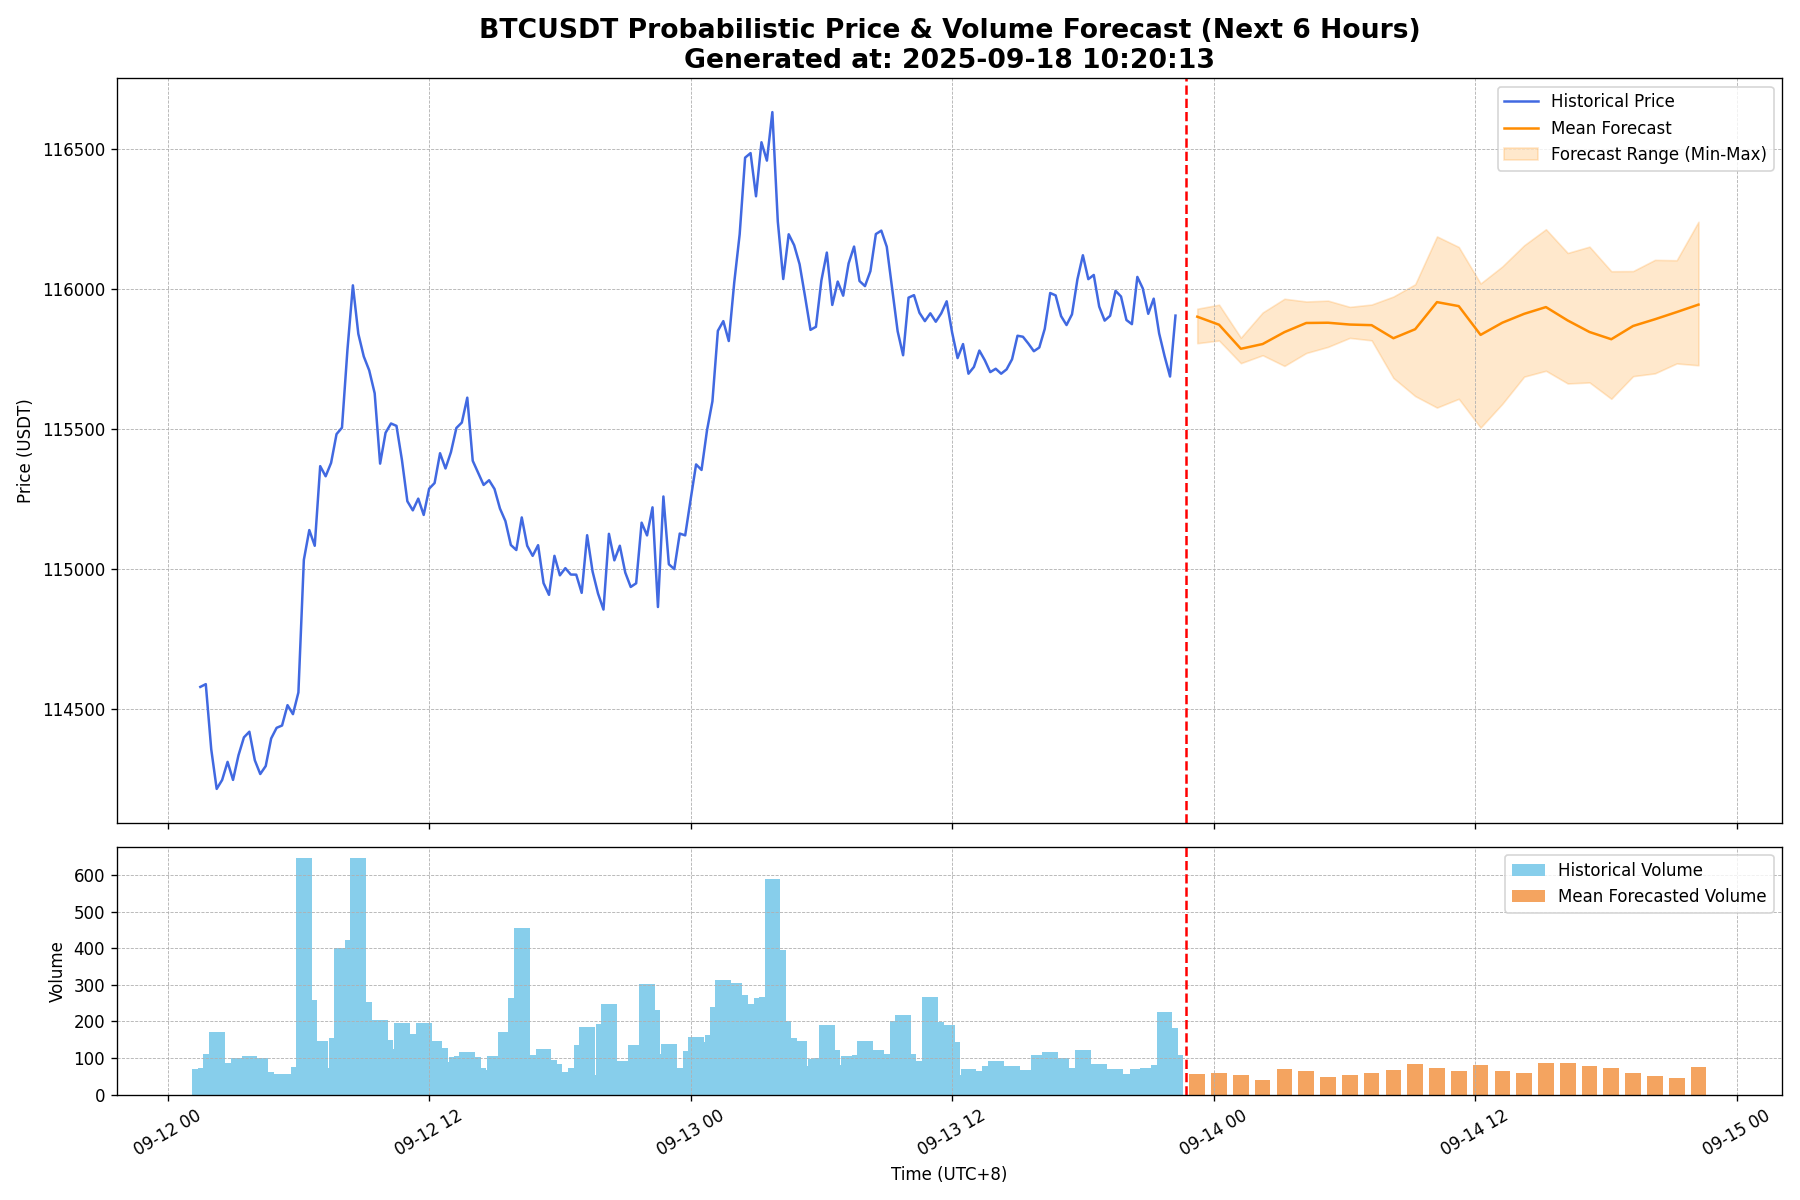 BTCUSDT Probabilistic Price & Volume Forecast (Next 6 Hours)
Generated at: 2025-09-18 10:20:13
Historical Price
Mean Forecast
Forecast Range (Min-Max)
116500
116000
115500
115000
114500
Price (USDT)
Historical Volume
Mean Forecasted Volume
600
500
400
300
200
100
0
Volume
09-12 00
09-12 12
09-13 00
09-13 12
09-14 00
09-14 12
09-15 00
Time (UTC+8)